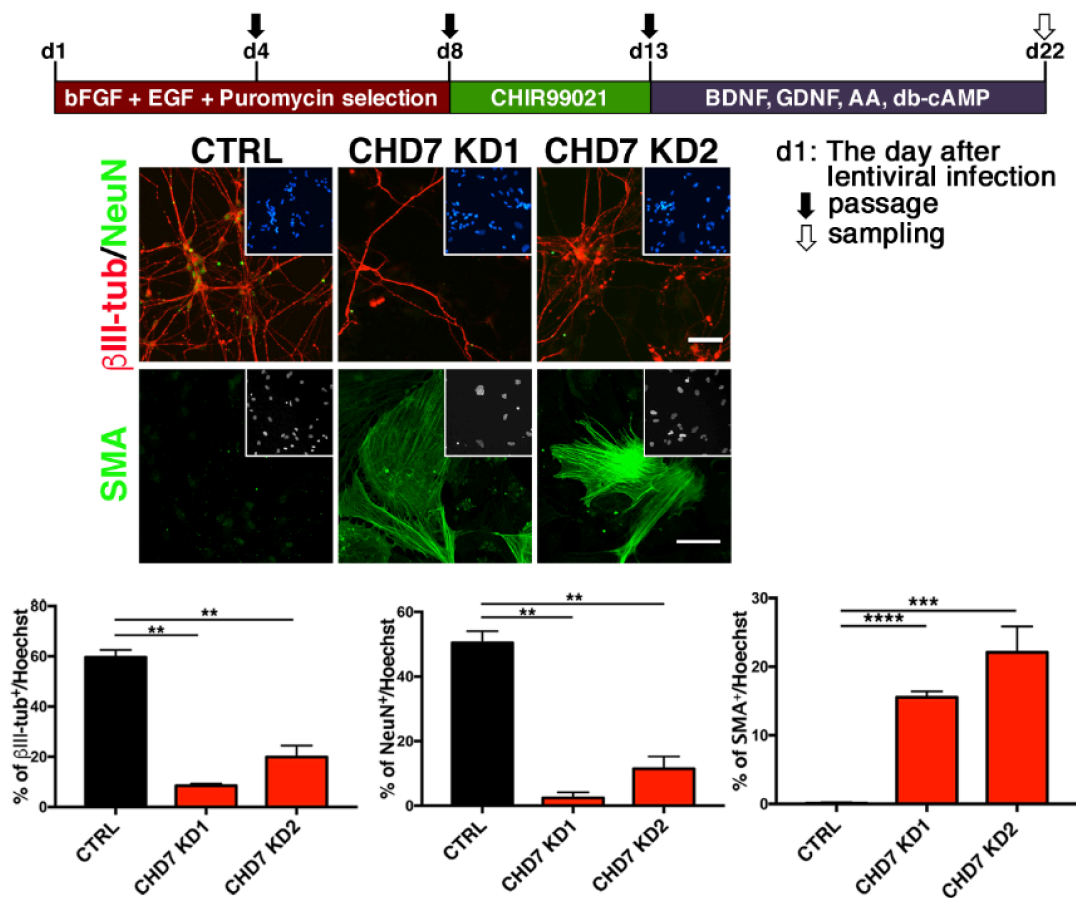 d1 d4 d8 d13 d22
bFGF + EGF + Puromycin selection CHIR99021 BDNF, GDNF, AA, db-cAMP
CTRL CHD7 KD1 CHD7 KD2
d1: The day after
lentiviral infection
passage
sampling
βIII-tub/NeuN
SMA
% of βIII-tub⁺/Hoechst
80
60
40
20
0
**
**
CTRL
CHD7 KD1
CHD7 KD2
% of NeuN⁺/Hoechst
60
40
20
0
**
**
CTRL
CHD7 KD1
CHD7 KD2
% of SMA⁺/Hoechst
30
20
10
0
***
****
CTRL
CHD7 KD1
CHD7 KD2